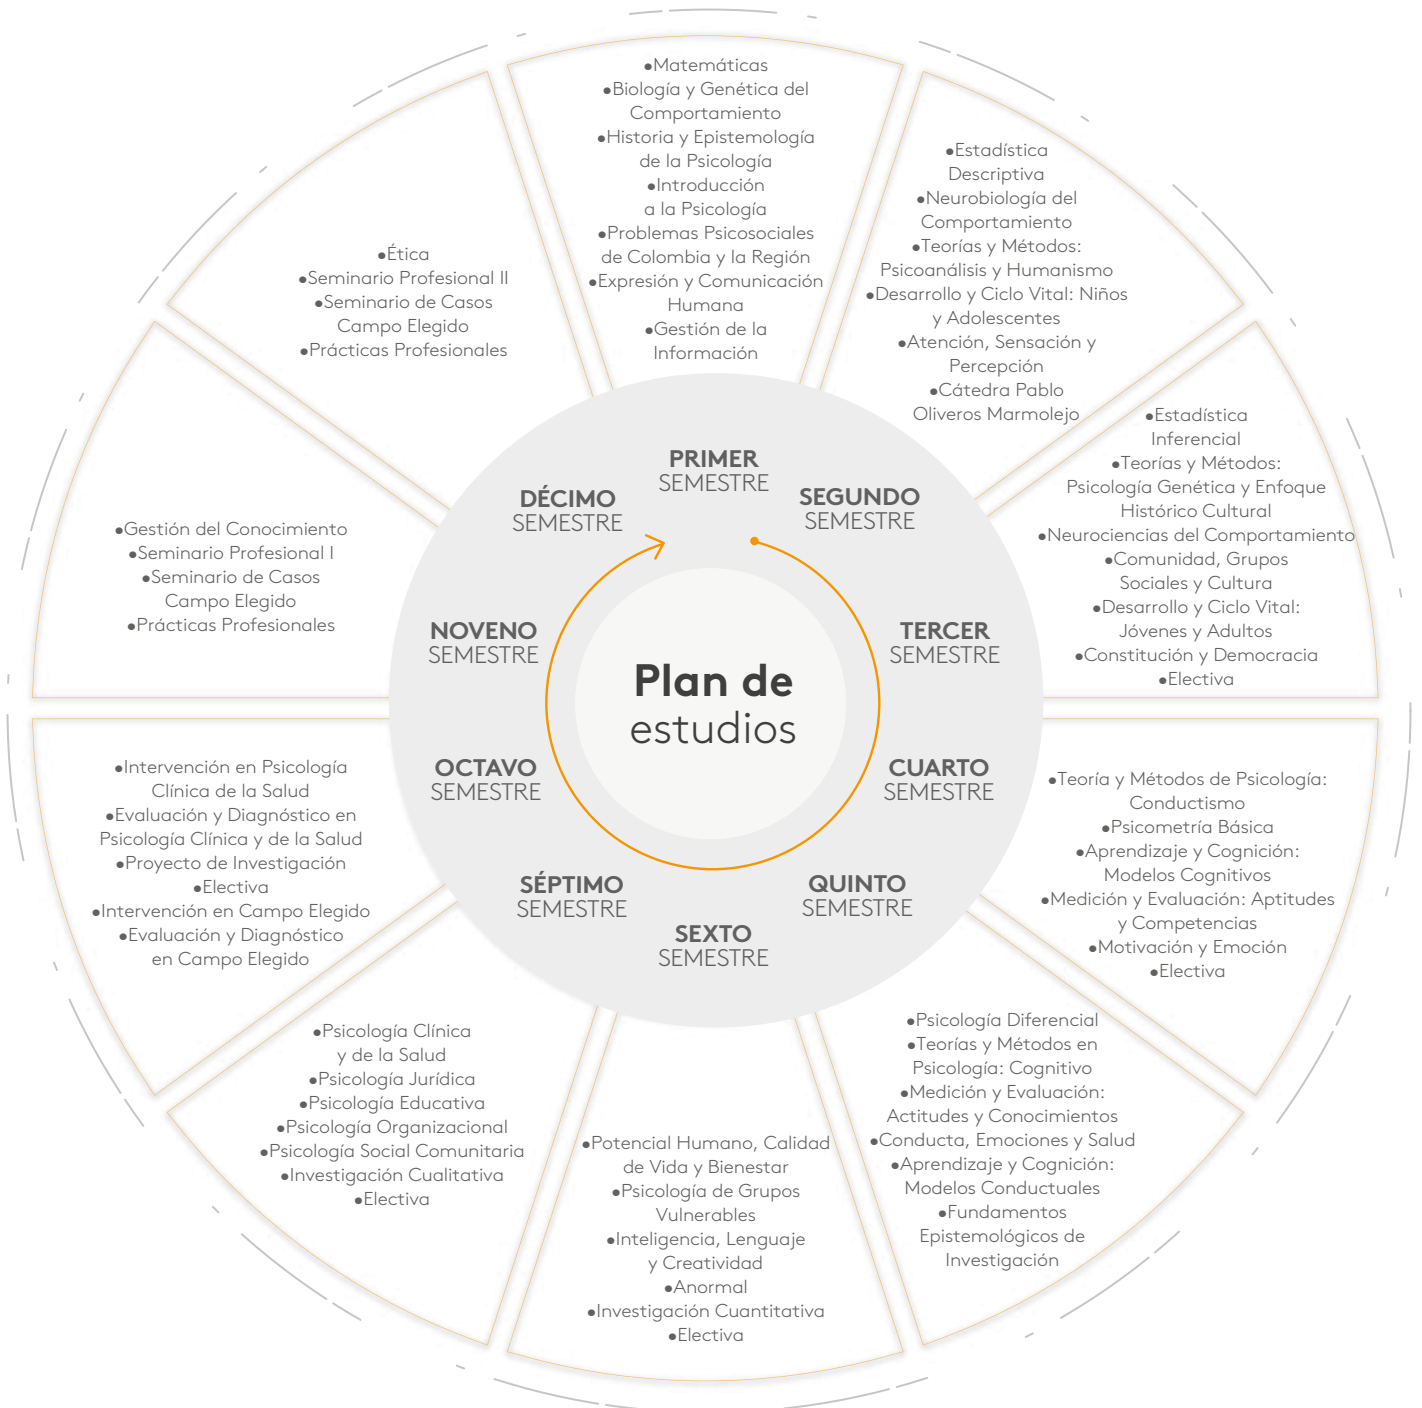 Plan de
estudios
PRIMER
SEMESTRE
●Matemáticas
●Biología y Genética del
Comportamiento
●Historia y Epistemología
de la Psicología
●Introducción
a la Psicología
●Problemas Psicosociales
de Colombia y la Región
●Expresión y Comunicación
Humana
●Gestión de la
Información
SEGUNDO
SEMESTRE
●Estadística
Descriptiva
●Neurobiología del
Comportamiento
●Teorías y Métodos:
Psicoanálisis y Humanismo
●Desarrollo y Ciclo Vital: Niños
y Adolescentes
●Atención, Sensación y
Percepción
●Cátedra Pablo
Oliveros Marmolejo
TERCER
SEMESTRE
●Estadística
Inferencial
●Teorías y Métodos:
Psicología Genética y Enfoque
Histórico Cultural
●Neurociencias del Comportamiento
●Comunidad, Grupos
Sociales y Cultura
●Desarrollo y Ciclo Vital:
Jóvenes y Adultos
●Constitución y Democracia
●Electiva
CUARTO
SEMESTRE
●Teoría y Métodos de Psicología:
Conductismo
●Psicometría Básica
●Aprendizaje y Cognición:
Modelos Cognitivos
●Medición y Evaluación: Aptitudes
y Competencias
●Motivación y Emoción
●Electiva
QUINTO
SEMESTRE
●Psicología Diferencial
●Teorías y Métodos en
Psicología: Cognitivo
●Medición y Evaluación:
Actitudes y Conocimientos
●Conducta, Emociones y Salud
●Aprendizaje y Cognición:
Modelos Conductuales
●Fundamentos
Epistemológicos de
Investigación
SEXTO
SEMESTRE
●Potencial Humano, Calidad
de Vida y Bienestar
●Psicología de Grupos
Vulnerables
●Inteligencia, Lenguaje
y Creatividad
●Anormal
●Investigación Cuantitativa
●Electiva
SÉPTIMO
SEMESTRE
●Psicología Clínica
y de la Salud
●Psicología Jurídica
●Psicología Educativa
●Psicología Organizacional
●Psicología Social Comunitaria
●Investigación Cualitativa
●Electiva
OCTAVO
SEMESTRE
●Intervención en Psicología
Clínica de la Salud
●Evaluación y Diagnóstico en
Psicología Clínica y de la Salud
●Proyecto de Investigación
●Electiva
●Intervención en Campo Elegido
●Evaluación y Diagnóstico
en Campo Elegido
NOVENO
SEMESTRE
●Gestión del Conocimiento
●Seminario Profesional I
●Seminario de Casos
Campo Elegido
●Prácticas Profesionales
DÉCIMO
SEMESTRE
●Ética
●Seminario Profesional II
●Seminario de Casos
Campo Elegido
●Prácticas Profesionales